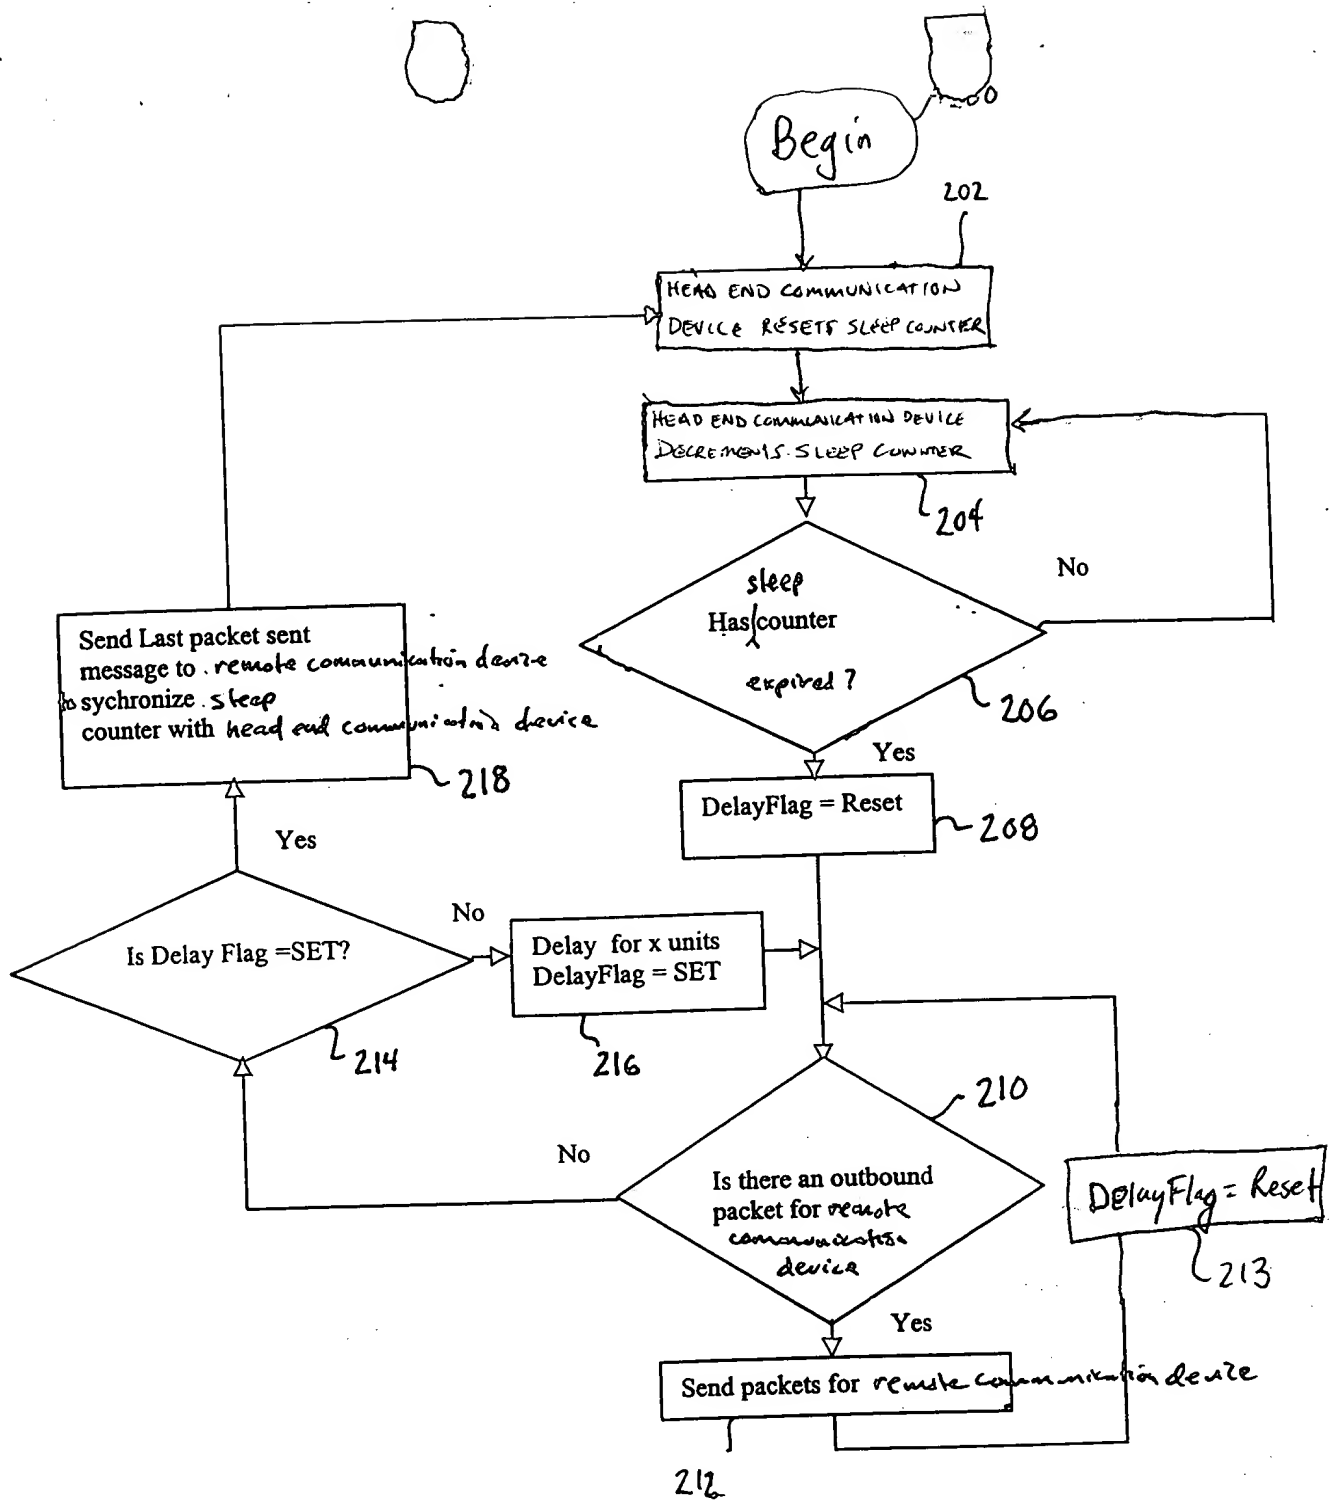 Begin
202
HEAD END COMMUNICATION
DEVICE RESETS SLEEP COUNTER
HEAD END COMMUNICATION DEVICE
DECREMENTS SLEEP COUNTER
204
No
sleep
Has counter
expired?
206
Yes
Send Last packet sent
message to remote communication device
to sychronize sleep
counter with head end communication device
218
DelayFlag = Reset
208
Yes
No
Is Delay Flag =SET?
Delay for x units
DelayFlag = SET
214
216
210
No
Is there an outbound
packet for remote
communication
device
DelayFlag = Reset
213
Yes
Send packets for remote communication device
212